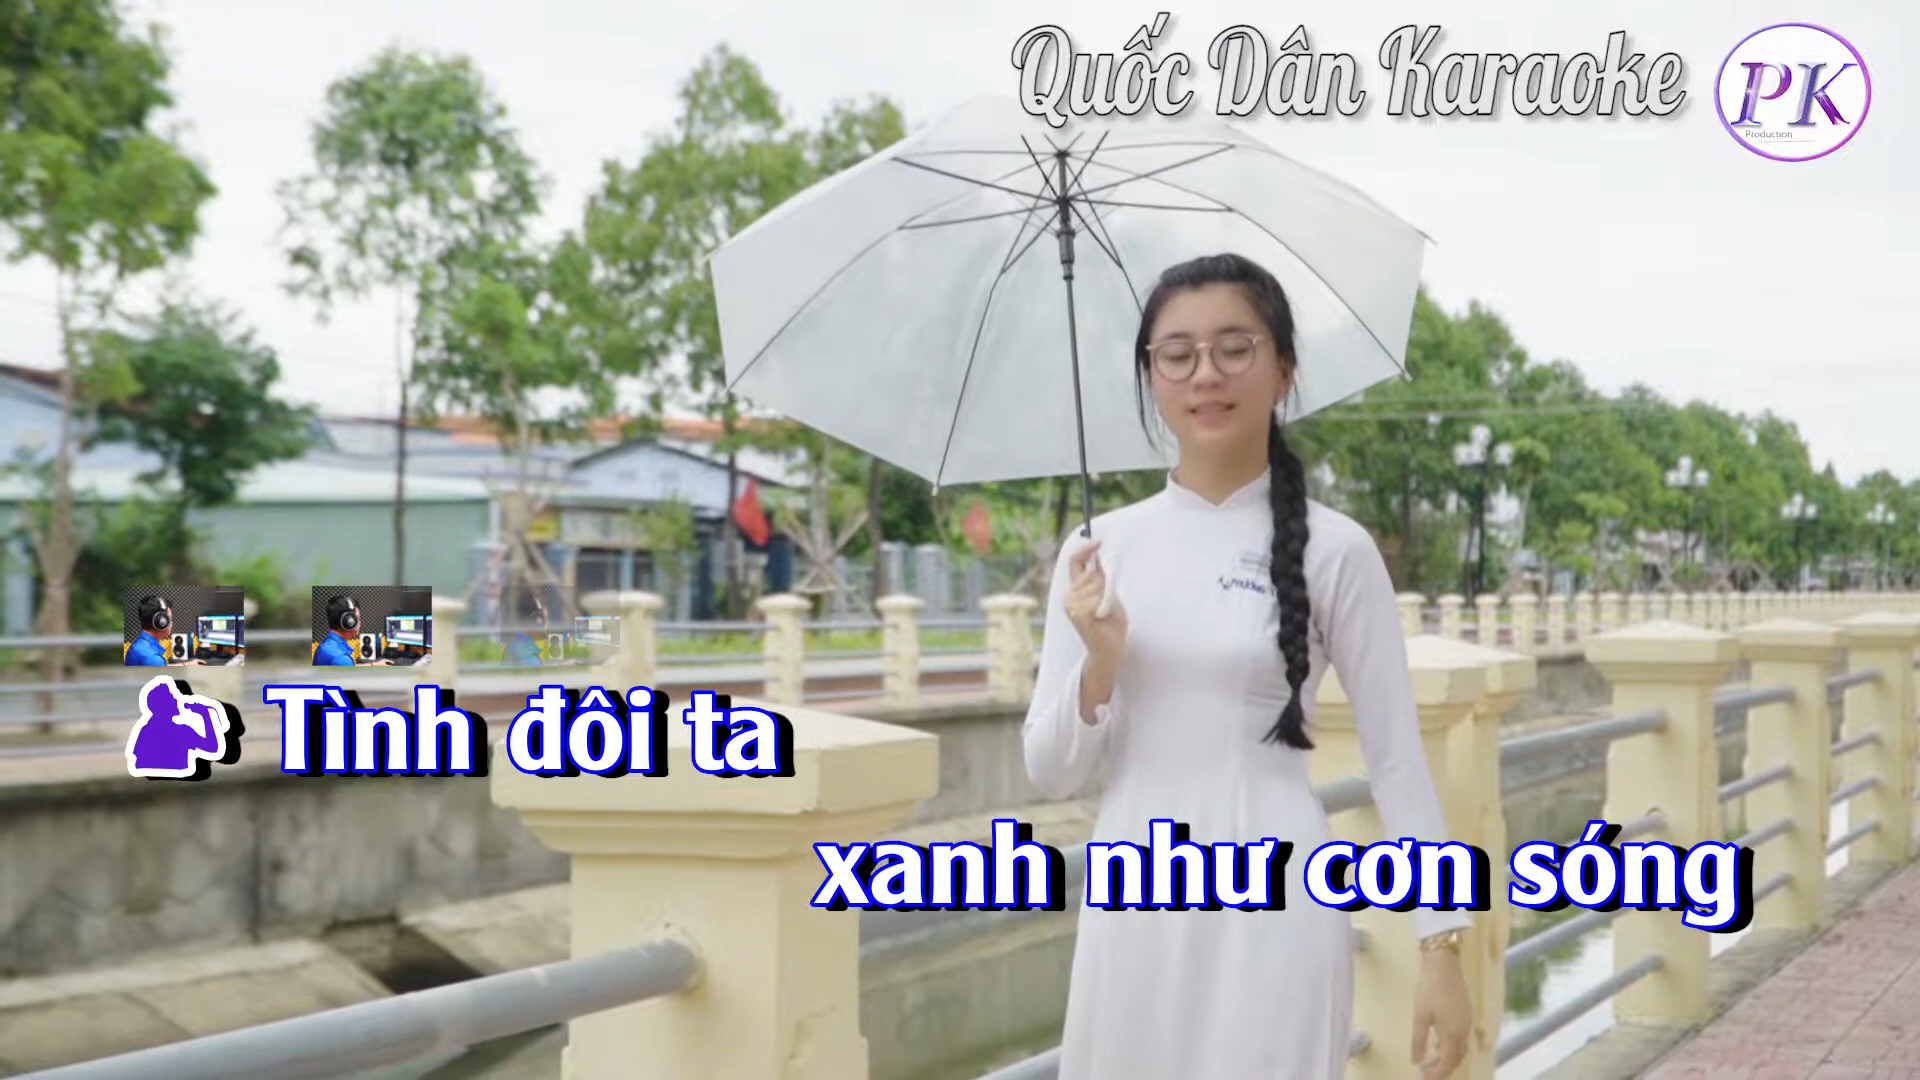 Quốc Dân Karaoke
PK
Production
Tình đôi ta
xanh như cơn sóng